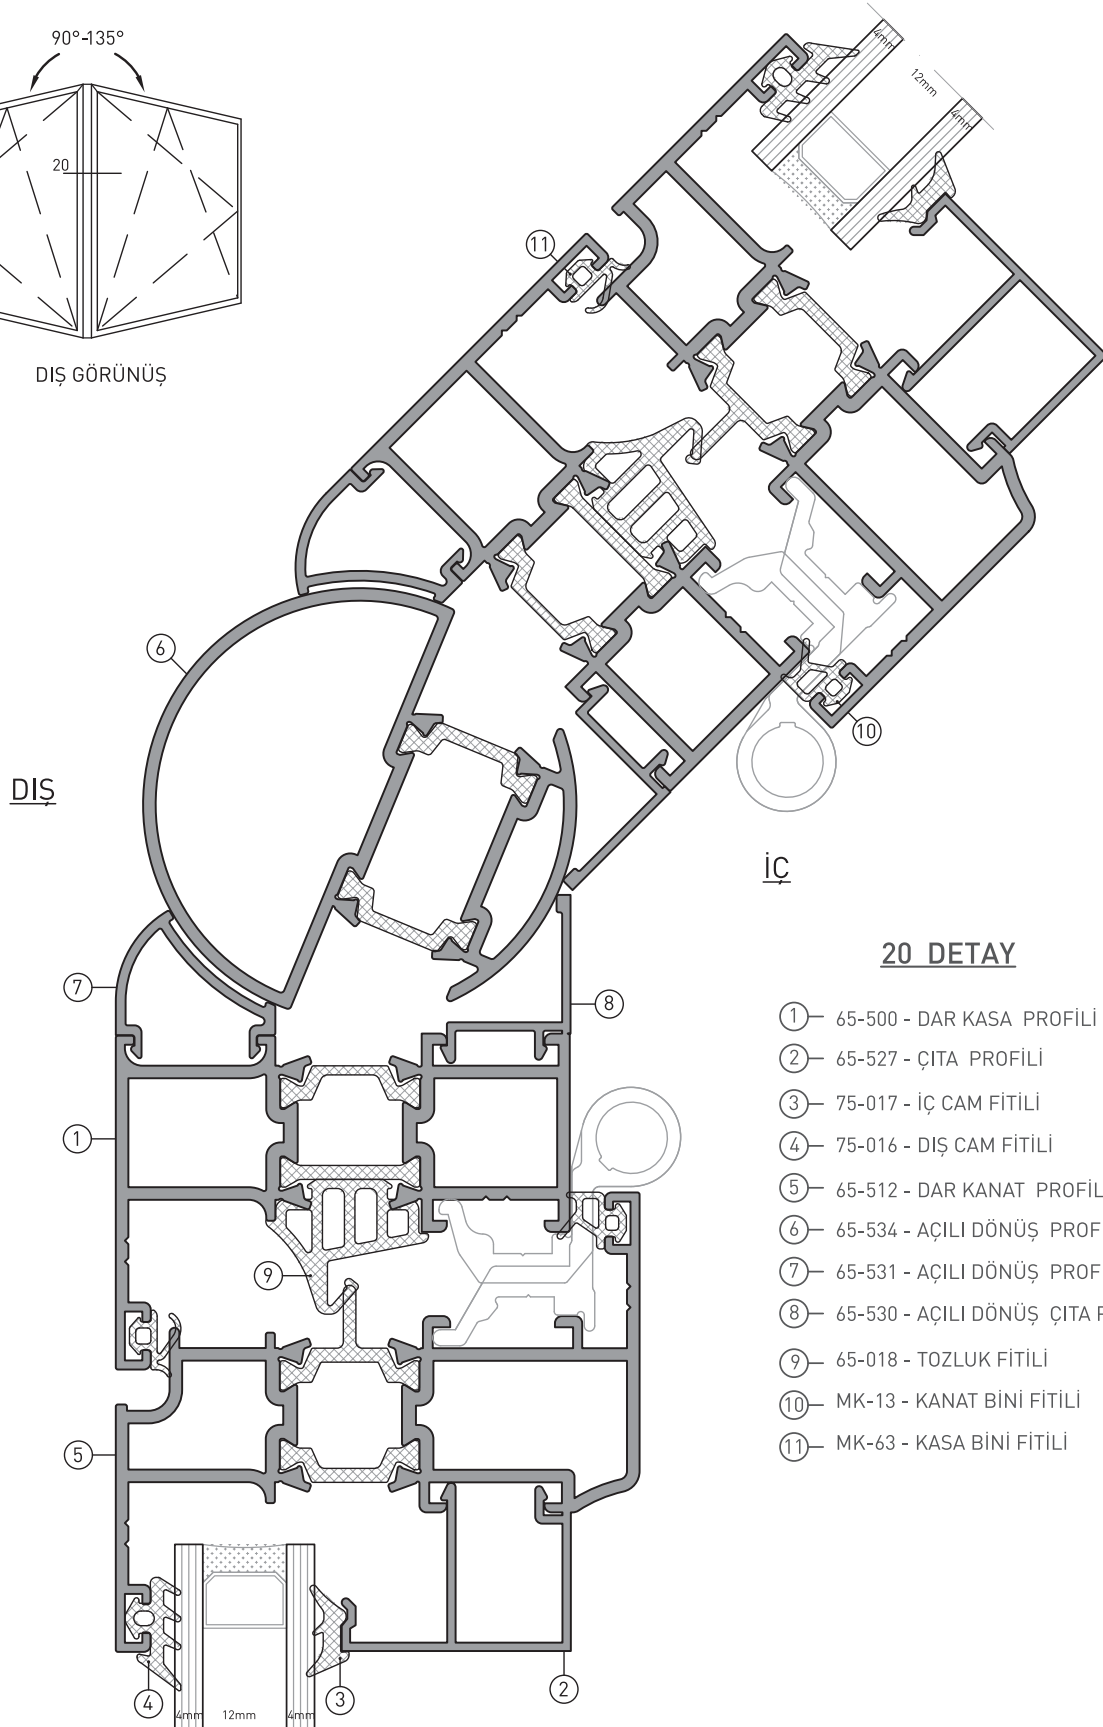 90°-135°
20
DIŞ GÖRÜNÜŞ
4mm
12mm
4mm
11
6
10
DIŞ
İÇ
7
8
1
9
5
4
3
2
4mm
12mm
4mm
20 DETAY
1 65-500 - DAR KASA PROFİLİ
2 65-527 - ÇITA PROFİLİ
3 75-017 - İÇ CAM FİTİLİ
4 75-016 - DIŞ CAM FİTİLİ
5 65-512 - DAR KANAT PROFİL
6 65-534 - AÇILI DÖNÜŞ PROF
7 65-531 - AÇILI DÖNÜŞ PROF
8 65-530 - AÇILI DÖNÜŞ ÇITA
9 65-018 - TOZLUK FİTİLİ
10 MK-13 - KANAT BİNİ FİTİLİ
11 MK-63 - KASA BİNİ FİTİLİ